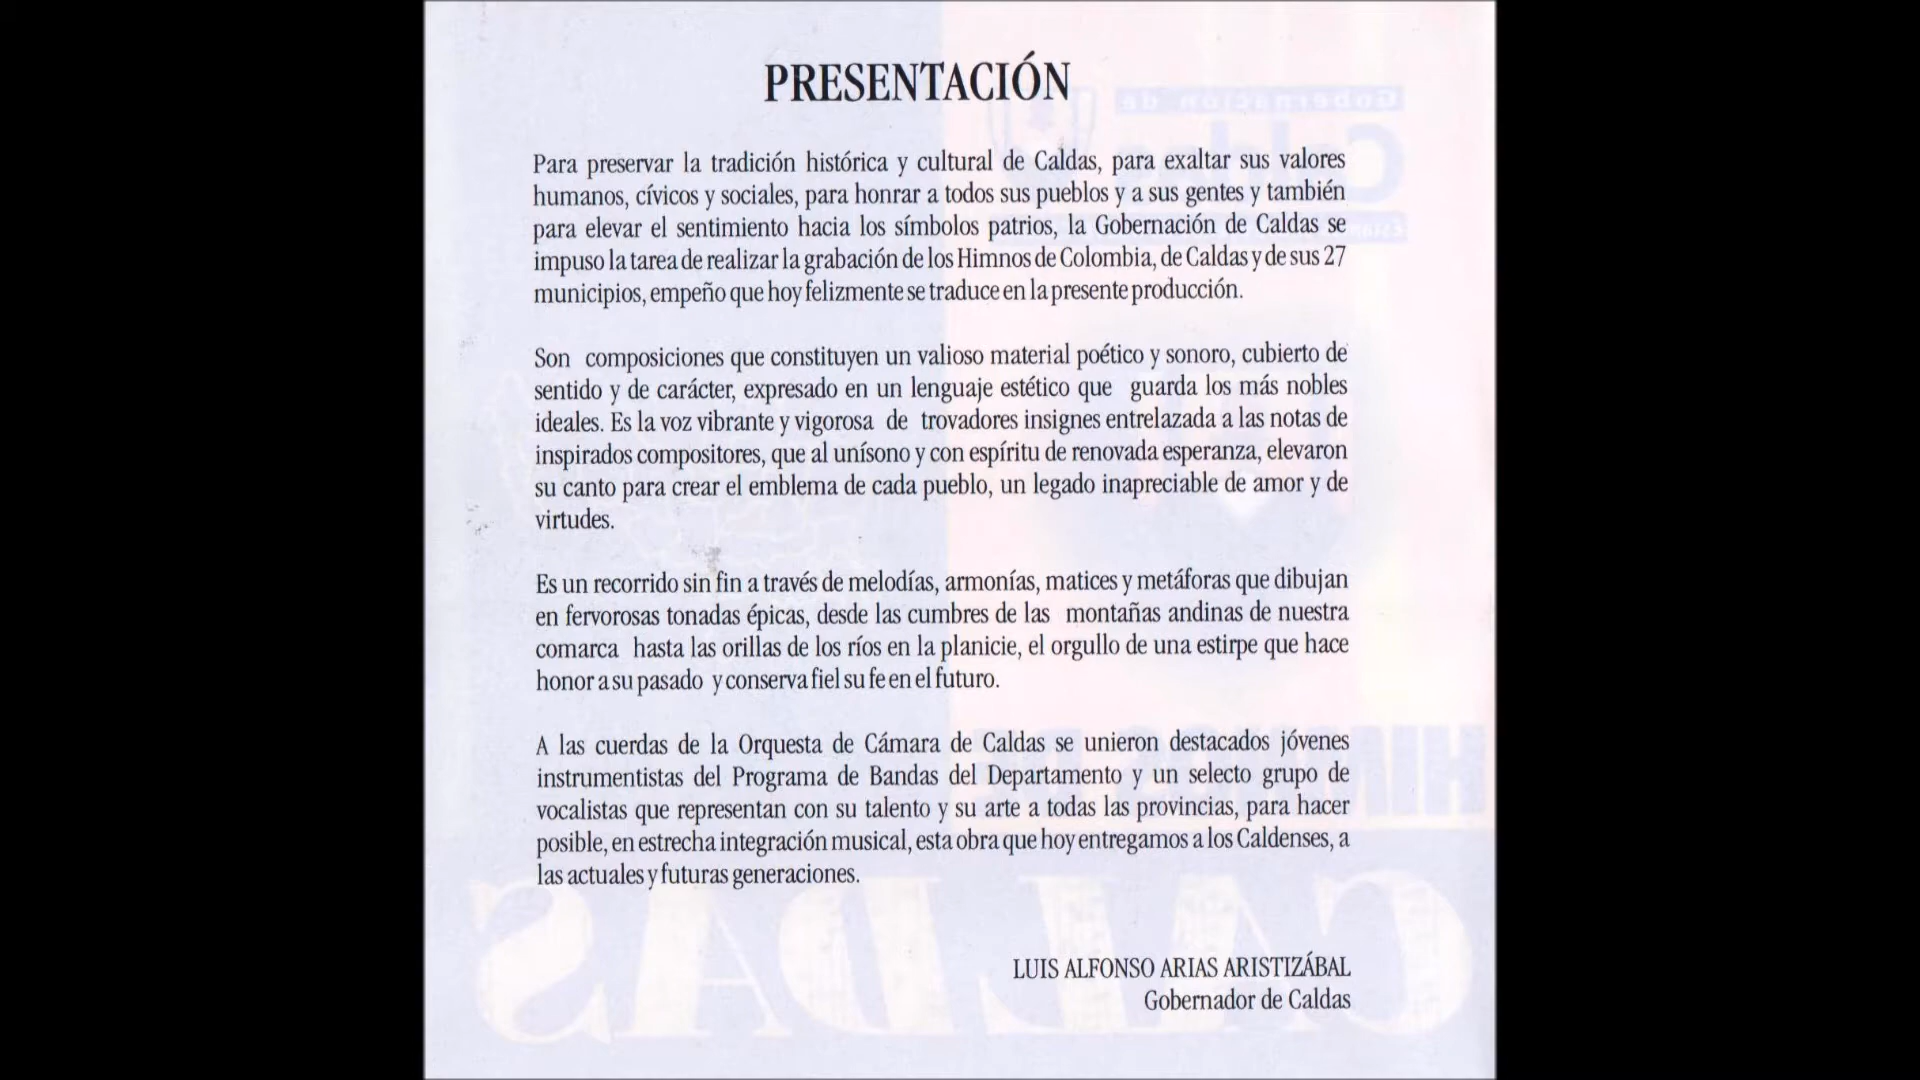 PRESENTACIÓN
Para preservar la tradición histórica y cultural de Caldas, para exaltar sus valores
humanos, cívicos y sociales, para honrar a todos sus pueblos y a sus gentes y también
para elevar el sentimiento hacia los símbolos patrios, la Gobernación de Caldas se
impuso la tarea de realizar la grabación de los Himnos de Colombia, de Caldas y de sus 27
municipios, empeño que hoy felizmente se traduce en la presente producción.
Son composiciones que constituyen un valioso material poético y sonoro, cubierto de
sentido y de carácter, expresado en un lenguaje estético que guarda los más nobles
ideales. Es la voz vibrante y vigorosa de trovadores insignes entrelazada a las notas de
inspirados compositores, que al unísono y con espíritu de renovada esperanza, elevaron
su canto para crear el emblema de cada pueblo, un legado inapreciable de amor y de
virtudes.
Es un recorrido sin fin a través de melodías, armonías, matices y metáforas que dibujan
en fervorosas tonadas épicas, desde las cumbres de las montañas andinas de nuestra
comarca hasta las orillas de los ríos en la planicie, el orgullo de una estirpe que hace
honor a su pasado y conserva fiel su fe en el futuro.
A las cuerdas de la Orquesta de Cámara de Caldas se unieron destacados jóvenes
instrumentistas del Programa de Bandas del Departamento y un selecto grupo de
vocalistas que representan con su talento y su arte a todas las provincias, para hacer
posible, en estrecha integración musical, esta obra que hoy entregamos a los Caldenses, a
las actuales y futuras generaciones.
LUIS ALFONSO ARIAS ARISTIZÁBAL
Gobernador de Caldas